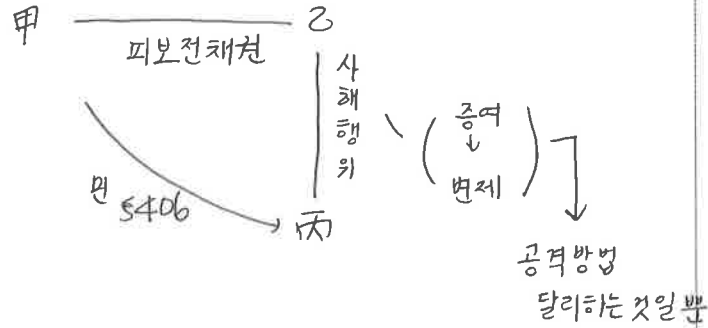 甲 乙
피보전채권
사해행위
증여
↓
변제
민 §406
丙
공격방법
달리하는 것일 뿐